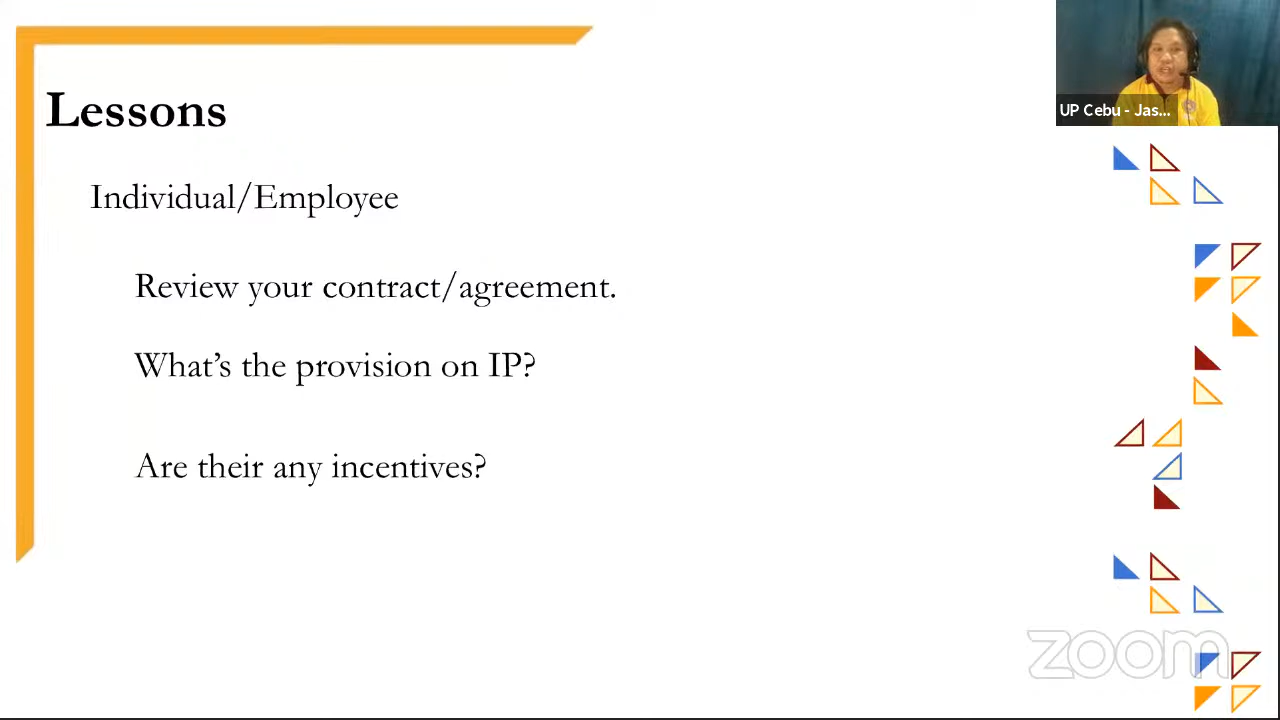 Lessons
UP Cebu - Jas...
Individual/Employee
Review your contract/agreement.
What's the provision on IP?
Are their any incentives?
zoom